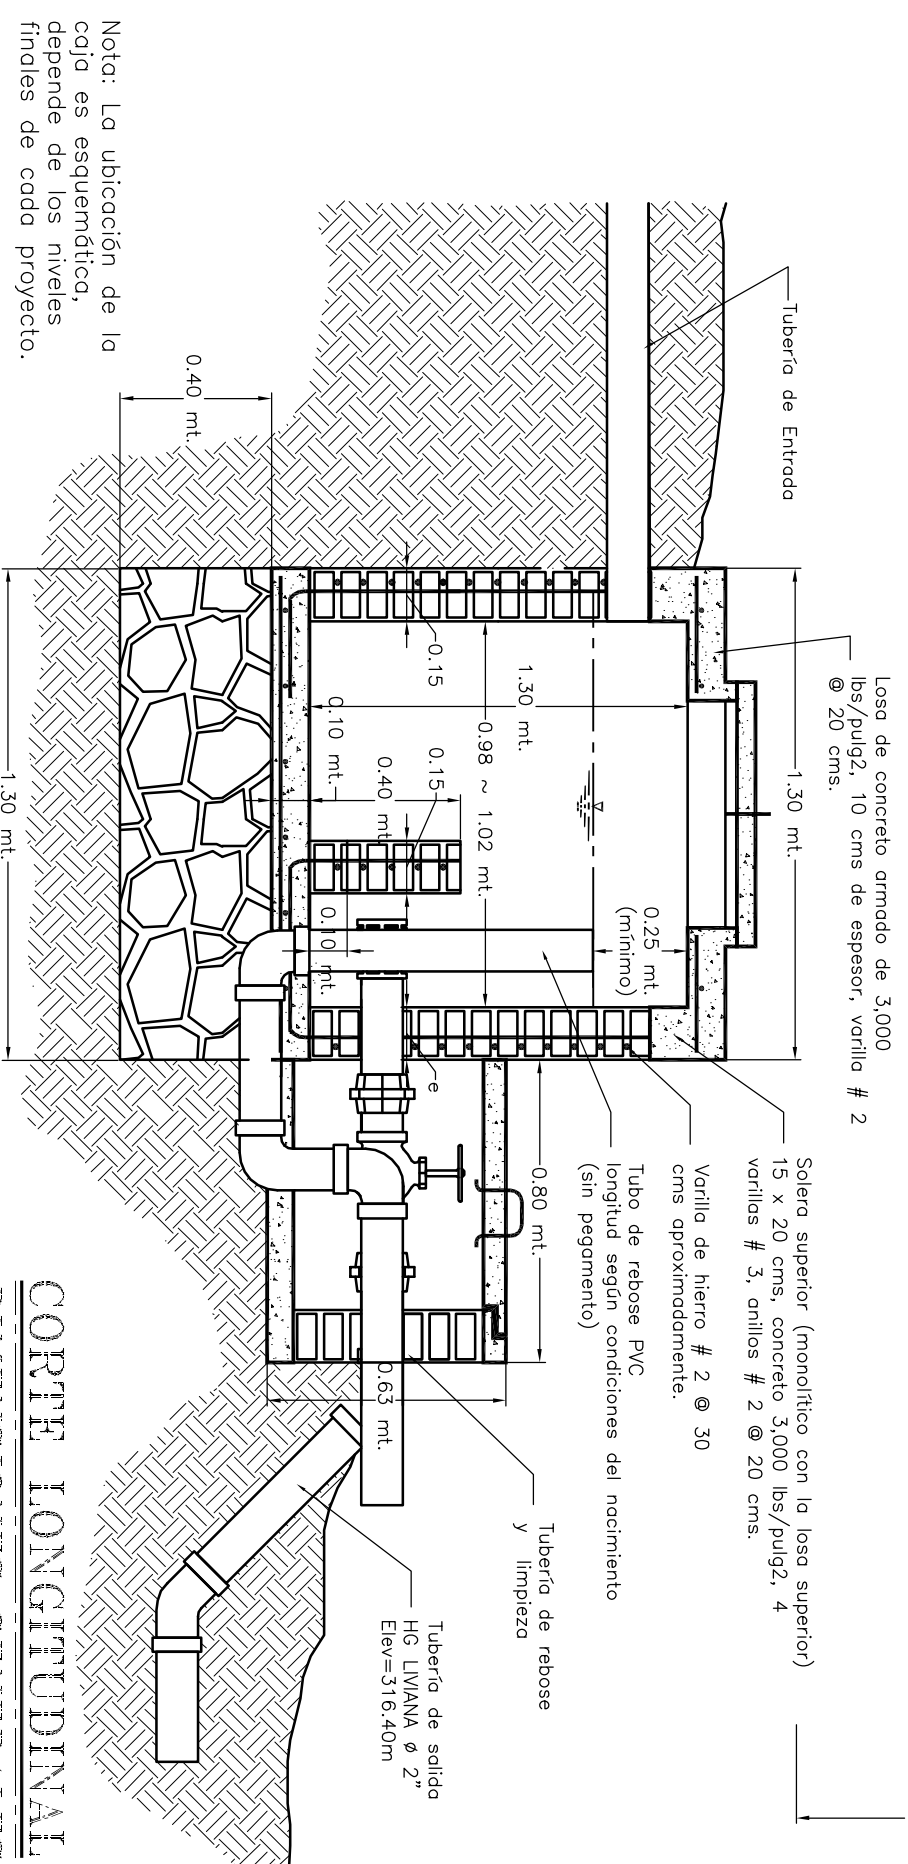 Losa de concreto armado de 3,000
lbs/pulg2, 10 cms de espesor, varilla # 2
@ 20 cms.
Solera superior (monolítico con la losa superior)
15 x 20 cms, concreto 3,000 lbs/pulg2, 4
varillas # 3, anillos # 2 @ 20 cms.
Tubería de Entrada
1.30 mt.
Varilla de hierro # 2 @ 30
cms aproximadamente.
0.25 mt.
(mínimo)
Tubo de rebose PVC
longitud según condiciones del nacimiento
(sin pegamento)
1.30 mt.
0.98 ~ 1.02 mt.
0.80 mt.
Tubería de rebose
y limpieza
0.15
0.15
e
0.40 mt.
0.10 mt.
0.10 mt.
0.63 mt.
Tubería de salida
HG LIVIANA ø 2"
Elev=316.40m
0.40 mt.
1.30 mt.
Nota: La ubicación de la
caja es esquemática,
depende de los niveles
finales de cada proyecto.
CORTE LONGITUDINAL